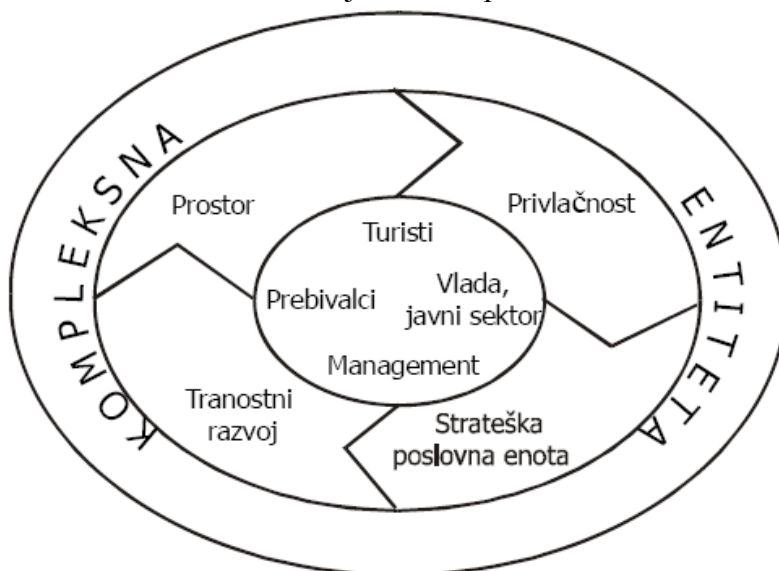 KOMPLEKSNA
ENTITETA
Prostor
Privlačnost
Turisti
Prebivalci
Vlada,
javni sektor
Management
Tranostni
razvoj
Strateška
poslovna enota